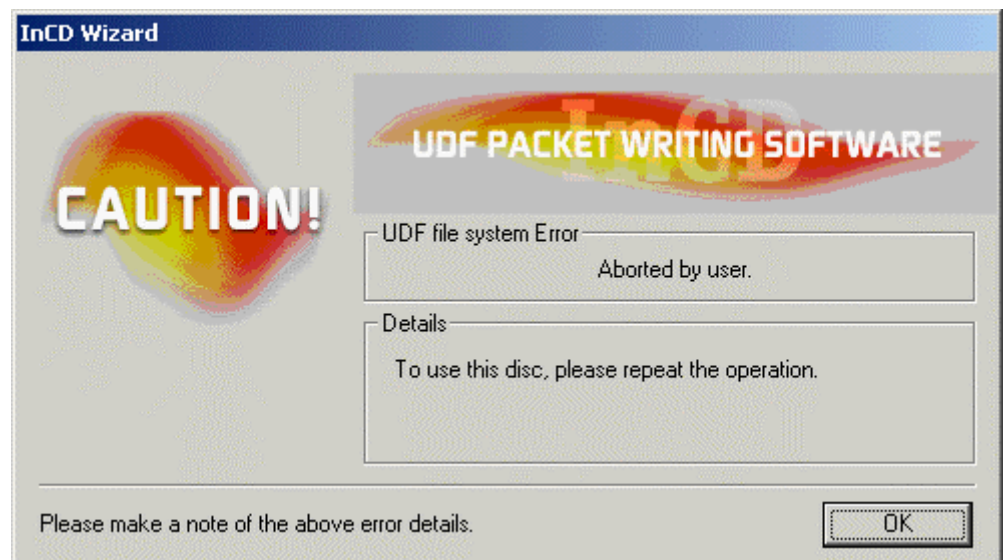 InCD Wizard
InCD
UDF PACKET WRITING SOFTWARE
CAUTION!
UDF file system Error
Aborted by user.
Details
To use this disc, please repeat the operation.
Please make a note of the above error details.
OK